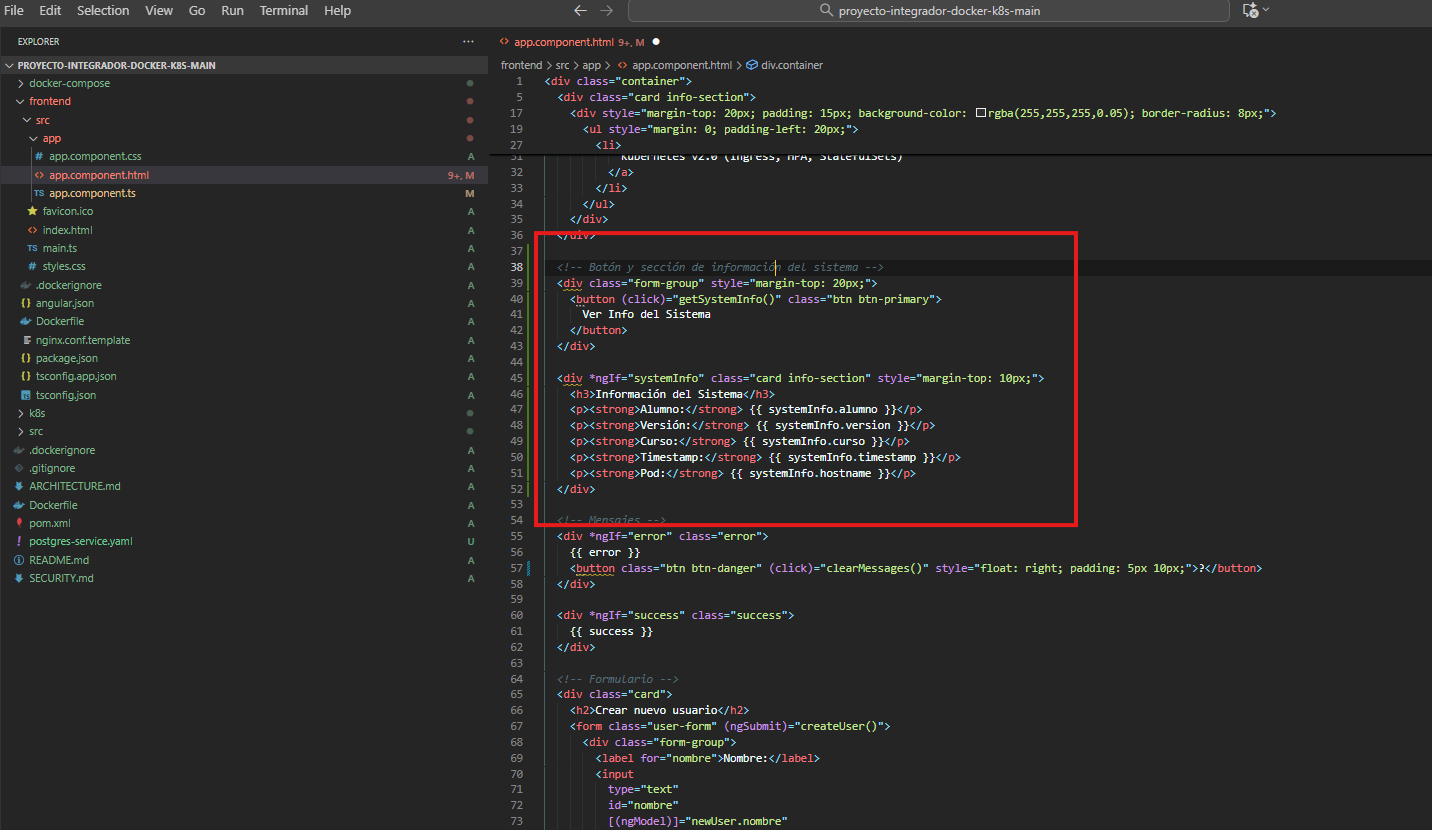 File Edit Selection View Go Run Terminal Help
proyecto-integrador-docker-k8s-main
EXPLORER
PROYECTO-INTEGRADOR-DOCKER-K8S-MAIN
docker-compose
frontend
src
app
# app.component.css A
<> app.component.html 9+, M
TS app.component.ts M
favicon.ico A
<> index.html A
TS main.ts A
# styles.css A
.dockerignore A
{} angular.json A
Dockerfile A
nginx.conf.template A
{} package.json A
{} tsconfig.app.json A
tsconfig.json A
k8s
src
.dockerignore A
.gitignore A
ARCHITECTURE.md A
Dockerfile A
pom.xml A
! postgres-service.yaml U
README.md A
SECURITY.md A
<> app.component.html 9+, M
frontend > src > app > <> app.component.html > div.container
1 <div class="container">
5 <div class="card info-section">
17 <div style="margin-top: 20px; padding: 15px; background-color: rgba(255,255,255,0.05); border-radius: 8px;">
19 <ul style="margin: 0; padding-left: 20px;">
27 <li>
31 Kubernetes v2.0 (Ingress, HPA, StatefulSets)
32 </a>
33 </li>
34 </ul>
35 </div>
36 </div>
37
38 <!-- Botón y sección de información del sistema -->
39 <div class="form-group" style="margin-top: 20px;">
40 <button (click)="getSystemInfo()" class="btn btn-primary">
41 Ver Info del Sistema
42 </button>
43 </div>
44
45 <div *ngIf="systemInfo" class="card info-section" style="margin-top: 10px;">
46 <h3>Información del Sistema</h3>
47 <p><strong>Alumno:</strong> {{ systemInfo.alumno }}</p>
48 <p><strong>Versión:</strong> {{ systemInfo.version }}</p>
49 <p><strong>Curso:</strong> {{ systemInfo.curso }}</p>
50 <p><strong>Timestamp:</strong> {{ systemInfo.timestamp }}</p>
51 <p><strong>Pod:</strong> {{ systemInfo.hostname }}</p>
52 </div>
53
54 <!-- Mensajes -->
55 <div *ngIf="error" class="error">
56 {{ error }}
57 <button class="btn btn-danger" (click)="clearMessages()" style="float: right; padding: 5px 10px;">?</button>
58 </div>
59
60 <div *ngIf="success" class="success">
61 {{ success }}
62 </div>
63
64 <!-- Formulario -->
65 <div class="card">
66 <h2>Crear nuevo usuario</h2>
67 <form class="user-form" (ngSubmit)="createUser()">
68 <div class="form-group">
69 <label for="nombre">Nombre:</label>
70 <input
71 type="text"
72 id="nombre"
73 [(ngModel)]="newUser.nombre"